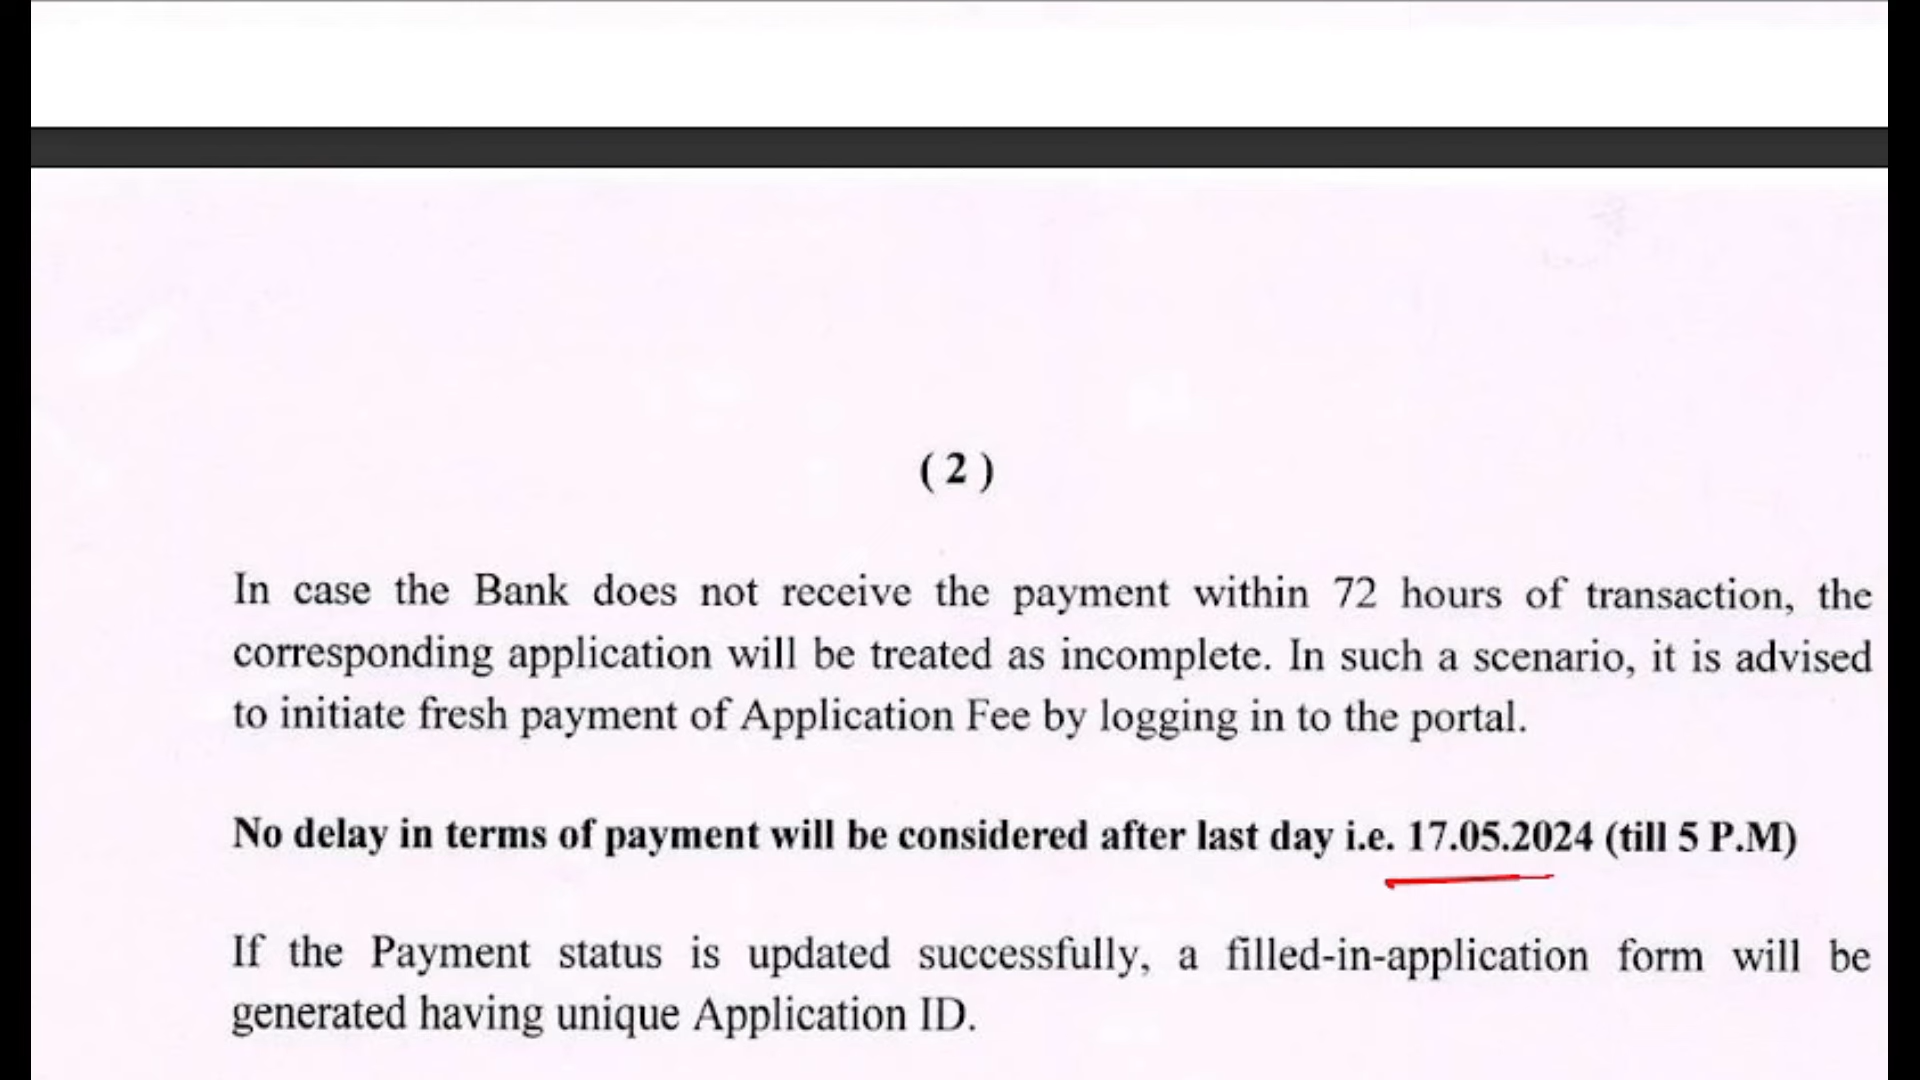 ( 2 )
In case the Bank does not receive the payment within 72 hours of transaction, the
corresponding application will be treated as incomplete. In such a scenario, it is advised
to initiate fresh payment of Application Fee by logging in to the portal.
No delay in terms of payment will be considered after last day i.e. 17.05.2024 (till 5 P.M)
If the Payment status is updated successfully, a filled-in-application form will be
generated having unique Application ID.